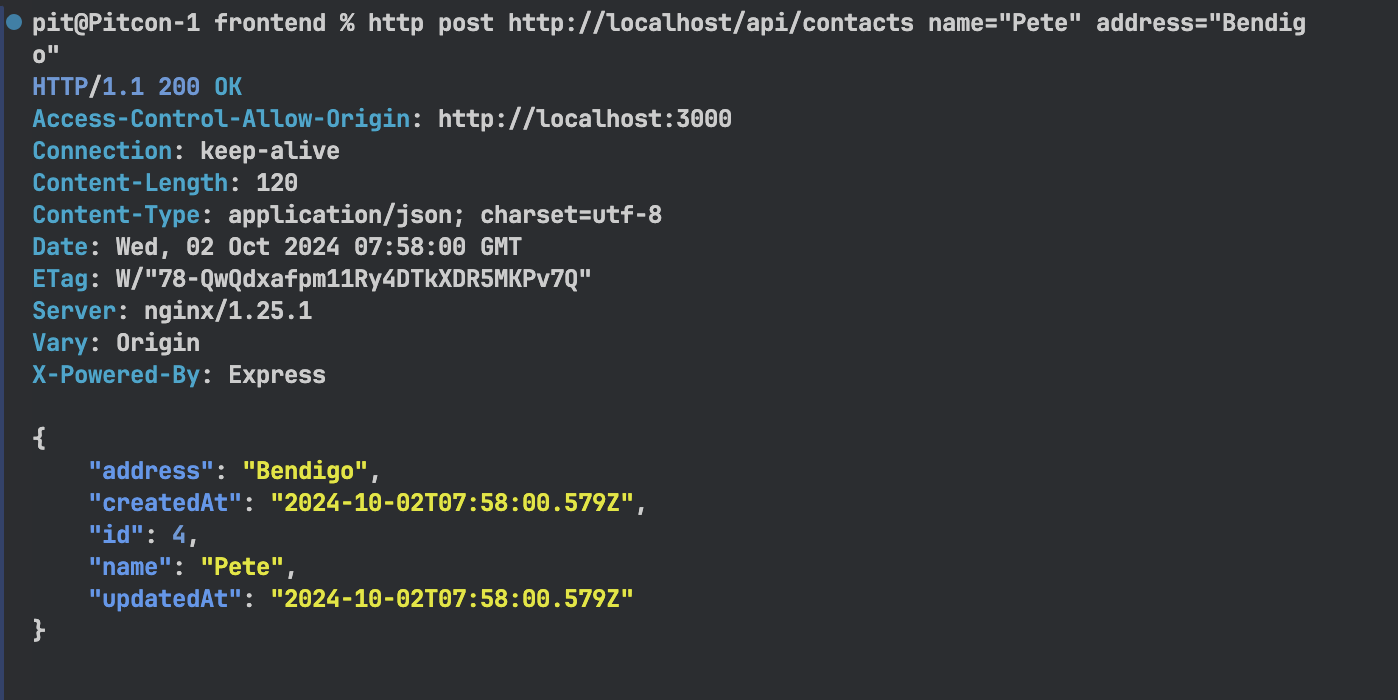 pit@Pitcon-1 frontend % http post http://localhost/api/contacts name="Pete" address="Bendig
o"
HTTP/1.1 200 OK
Access-Control-Allow-Origin: http://localhost:3000
Connection: keep-alive
Content-Length: 120
Content-Type: application/json; charset=utf-8
Date: Wed, 02 Oct 2024 07:58:00 GMT
ETag: W/"78-QwQdxafpm11Ry4DTkXDR5MKPv7Q"
Server: nginx/1.25.1
Vary: Origin
X-Powered-By: Express

{
    "address": "Bendigo",
    "createdAt": "2024-10-02T07:58:00.579Z",
    "id": 4,
    "name": "Pete",
    "updatedAt": "2024-10-02T07:58:00.579Z"
}